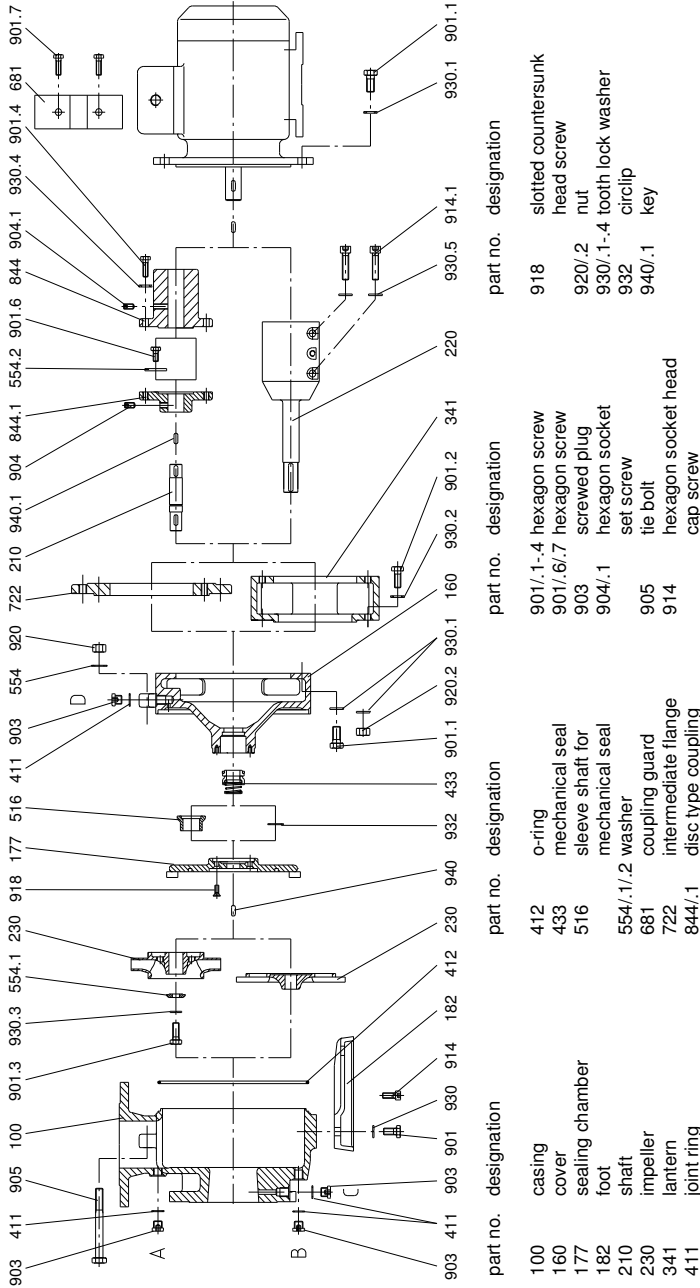 903 411 905 100 901.3 930.3 554.1 230 918 177 516 411 903 554 920 722 210 940.1 904 844.1 554.2 901.6 844 904.1 930.4 901.4 681 901.7
D
A
B
C
903 411 903 901 930 914 182 412 230 940 932 433 901.1 920.2 930.1 160 930.2 901.2 341 220 930.5 914.1 930.1 901.1
part no. designation
100 casing
160 cover
177 sealing chamber
182 foot
210 shaft
230 impeller
341 lantern
411 joint ring
part no. designation
412 o-ring
433 mechanical seal
516 sleeve shaft for
mechanical seal
554/.1/.2 washer
681 coupling guard
722 intermediate flange
844/.1 disc type coupling
part no. designation
901/.1-.4 hexagon screw
901/.6/.7 hexagon screw
903 screwed plug
904/.1 hexagon socket
set screw
905 tie bolt
914 hexagon socket head
cap screw
part no. designation
918 slotted countersunk
head screw
920/.2 nut
930/.1-.4 tooth lock washer
932 circlip
940/.1 key